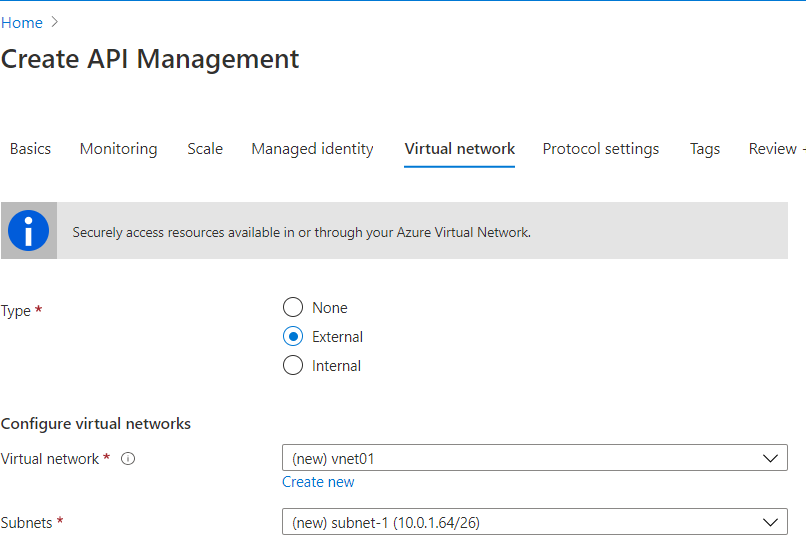 Home >
Create API Management
Basics Monitoring Scale Managed identity Virtual network Protocol settings Tags Review
Securely access resources available in or through your Azure Virtual Network.
Type *
None
External
Internal
Configure virtual networks
Virtual network * (new) vnet01
Create new
Subnets * (new) subnet-1 (10.0.1.64/26)